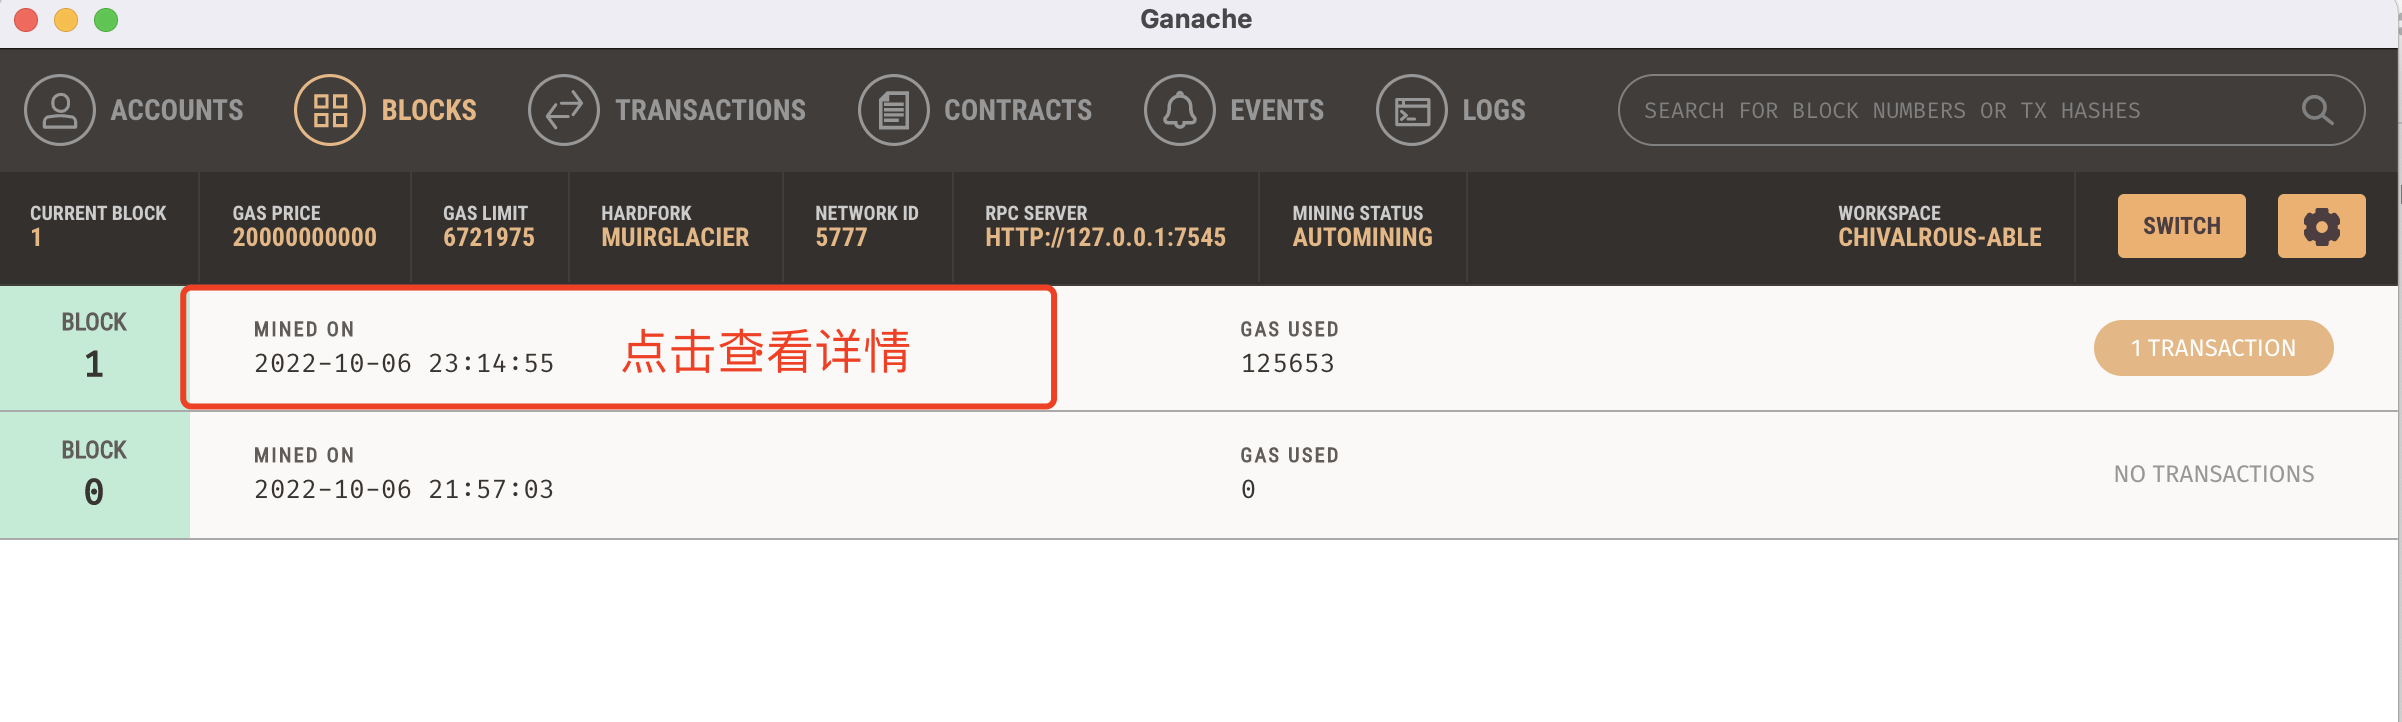 Ganache
ACCOUNTS BLOCKS TRANSACTIONS CONTRACTS EVENTS LOGS SEARCH FOR BLOCK NUMBERS OR TX HASHES
CURRENT BLOCK GAS PRICE GAS LIMIT HARDFORK NETWORK ID RPC SERVER MINING STATUS WORKSPACE
1 20000000000 6721975 MUIRGLACIER 5777 HTTP://127.0.0.1:7545 AUTOMINING CHIVALROUS-ABLE SWITCH
BLOCK MINED ON GAS USED
1 2022-10-06 23:14:55 点击查看详情 125653 1 TRANSACTION
BLOCK MINED ON GAS USED
0 2022-10-06 21:57:03 0 NO TRANSACTIONS